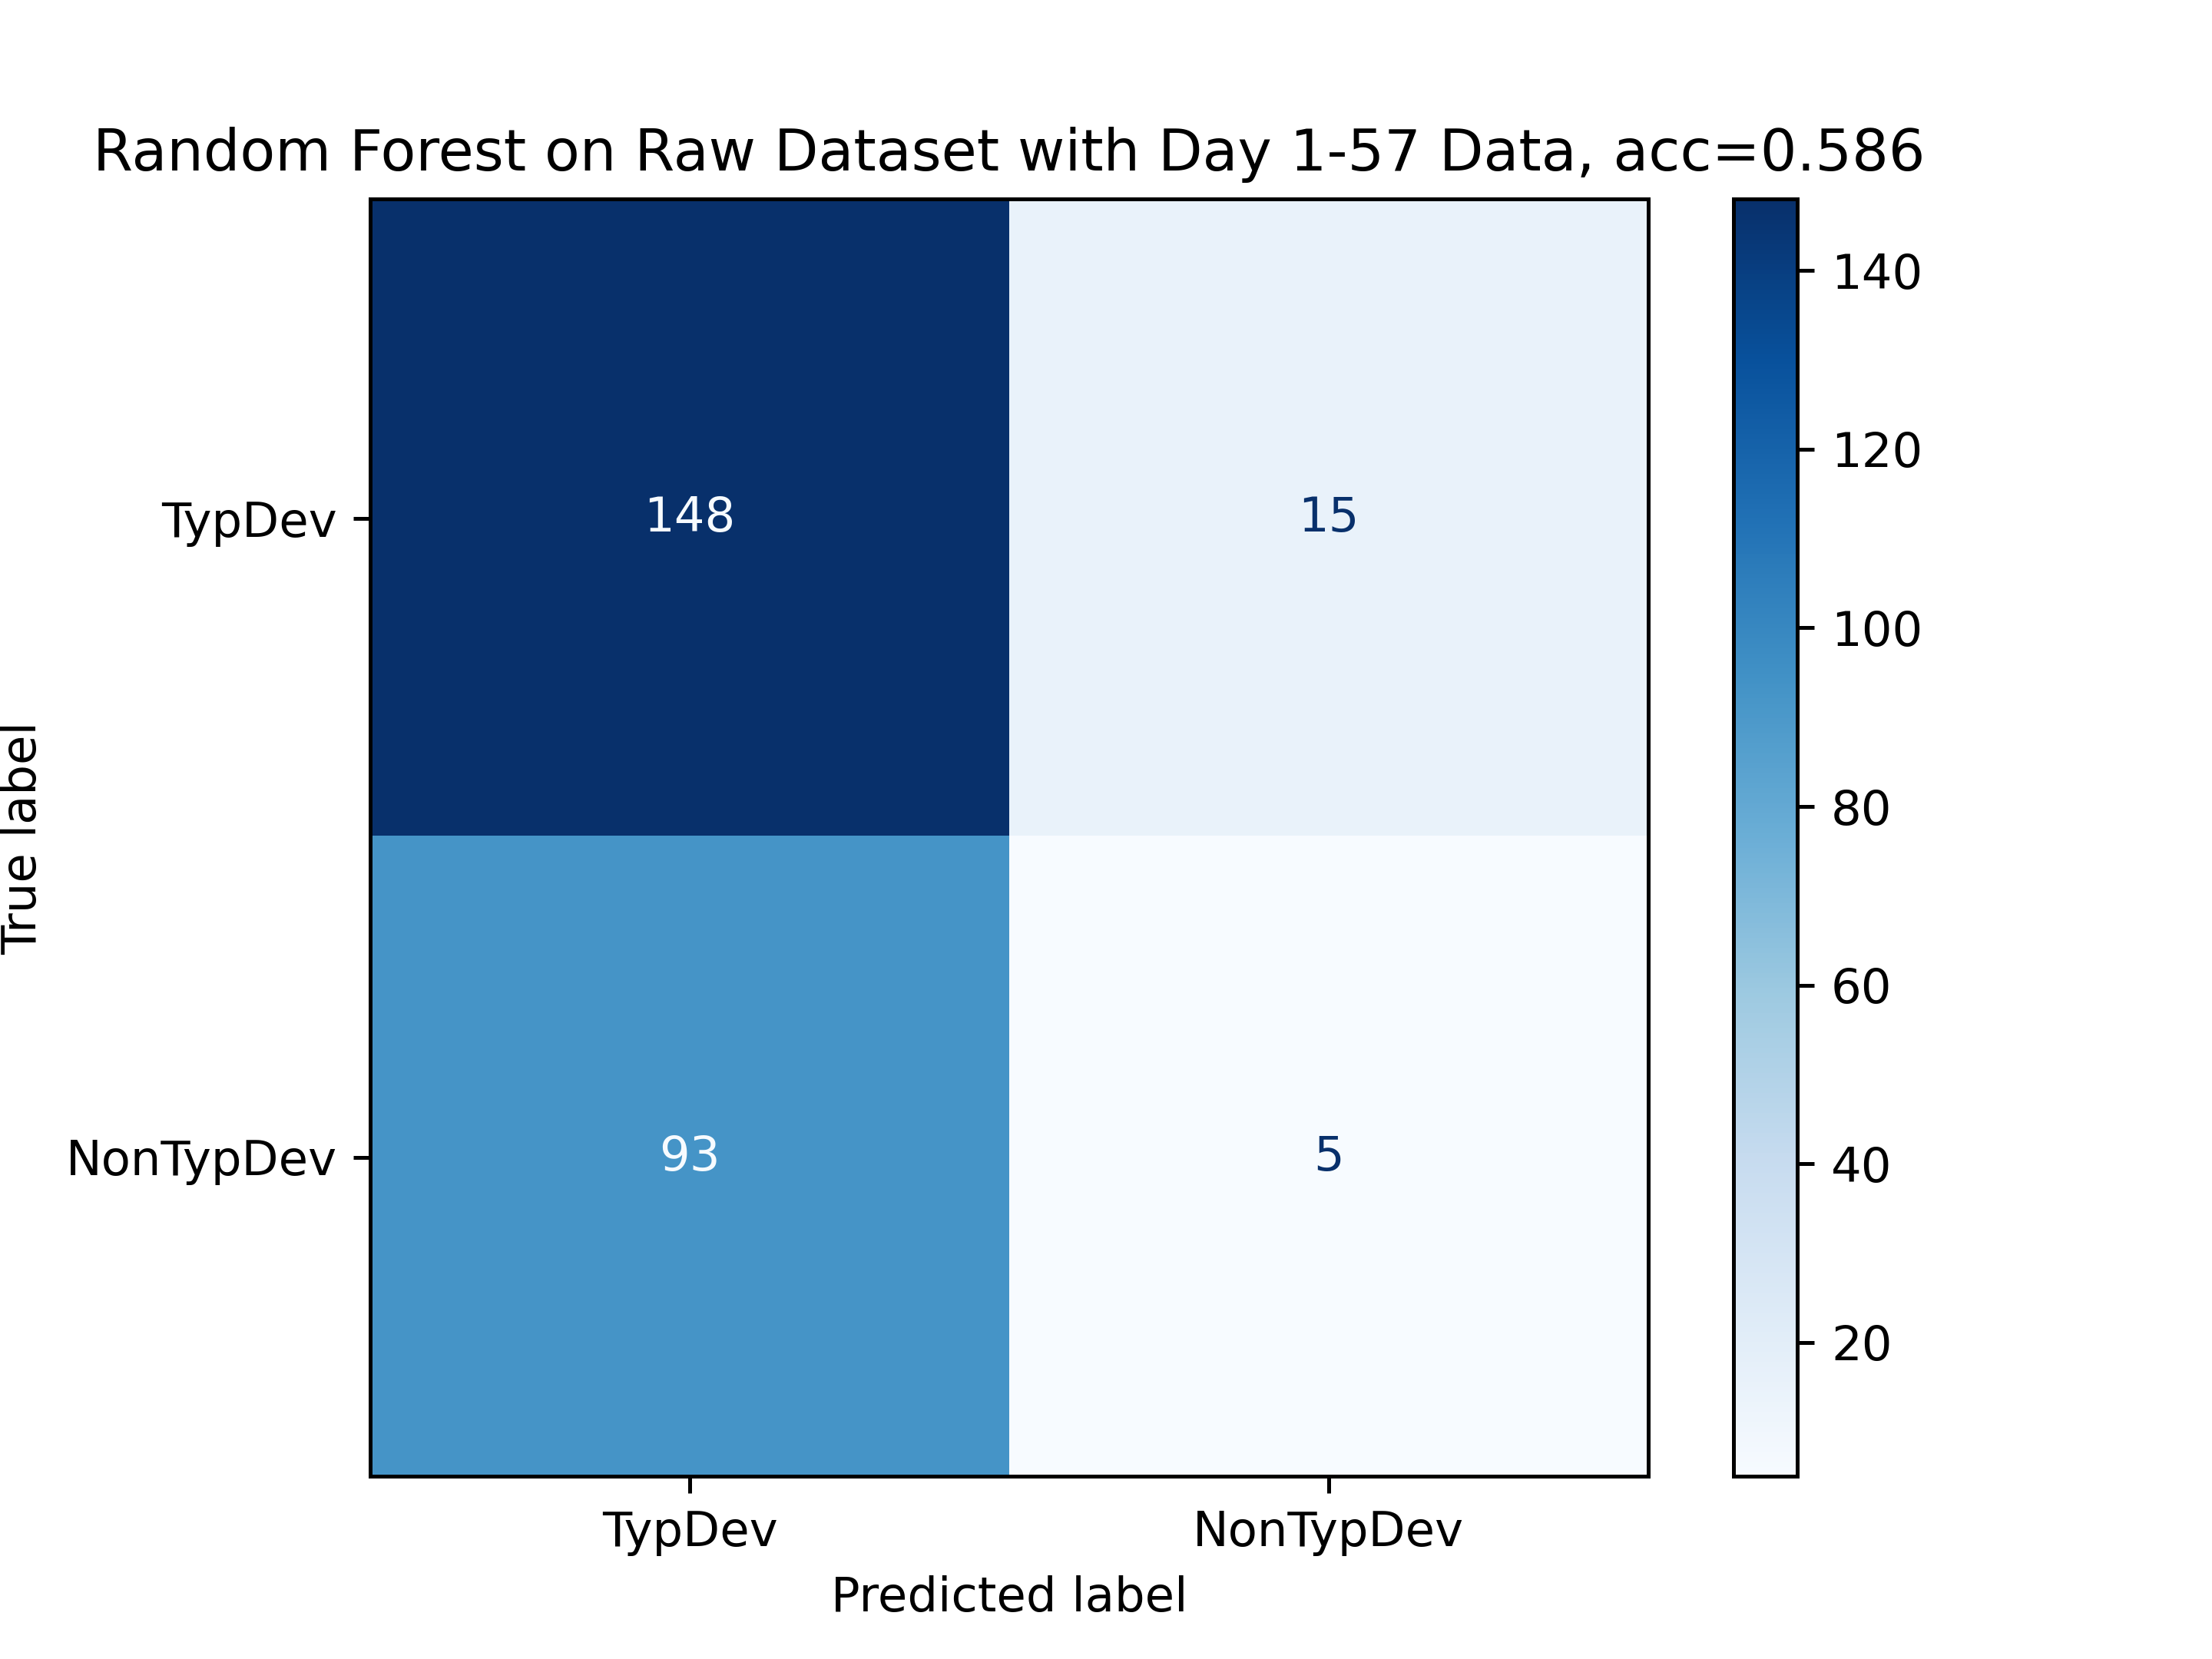 Random Forest on Raw Dataset with Day 1-57 Data, acc=0.586
True label
TypDev
NonTypDev
148
15
93
5
TypDev
NonTypDev
Predicted label
140
120
100
80
60
40
20